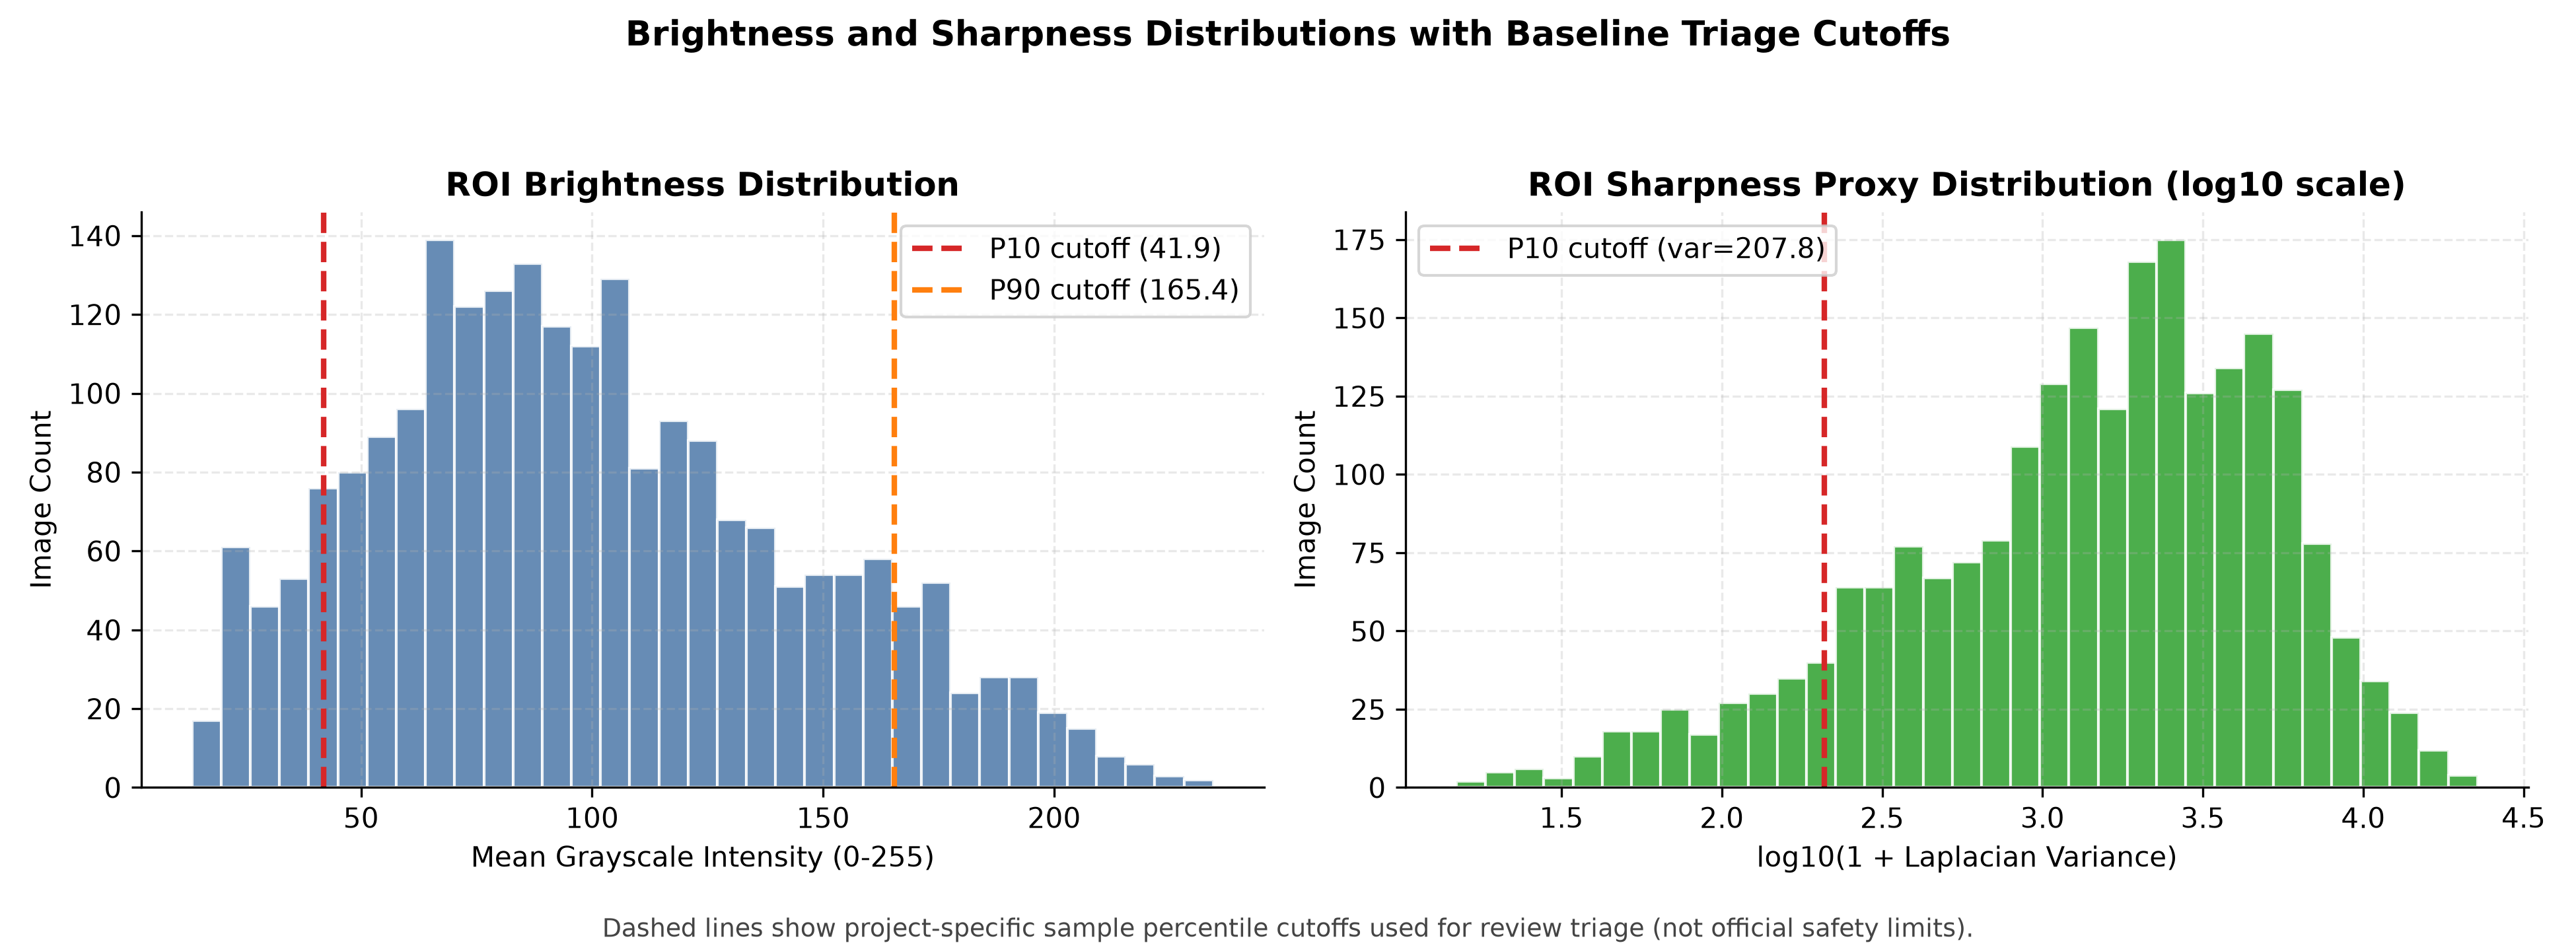 Brightness and Sharpness Distributions with Baseline Triage Cutoffs
ROI Brightness Distribution
140
120
100
80
60
40
20
0
Image Count
P10 cutoff (41.9)
P90 cutoff (165.4)
50 100 150 200
Mean Grayscale Intensity (0-255)
ROI Sharpness Proxy Distribution (log10 scale)
175
150
125
100
75
50
25
0
Image Count
P10 cutoff (var=207.8)
1.5 2.0 2.5 3.0 3.5 4.0 4.5
log10(1 + Laplacian Variance)
Dashed lines show project-specific sample percentile cutoffs used for review triage (not official safety limits).